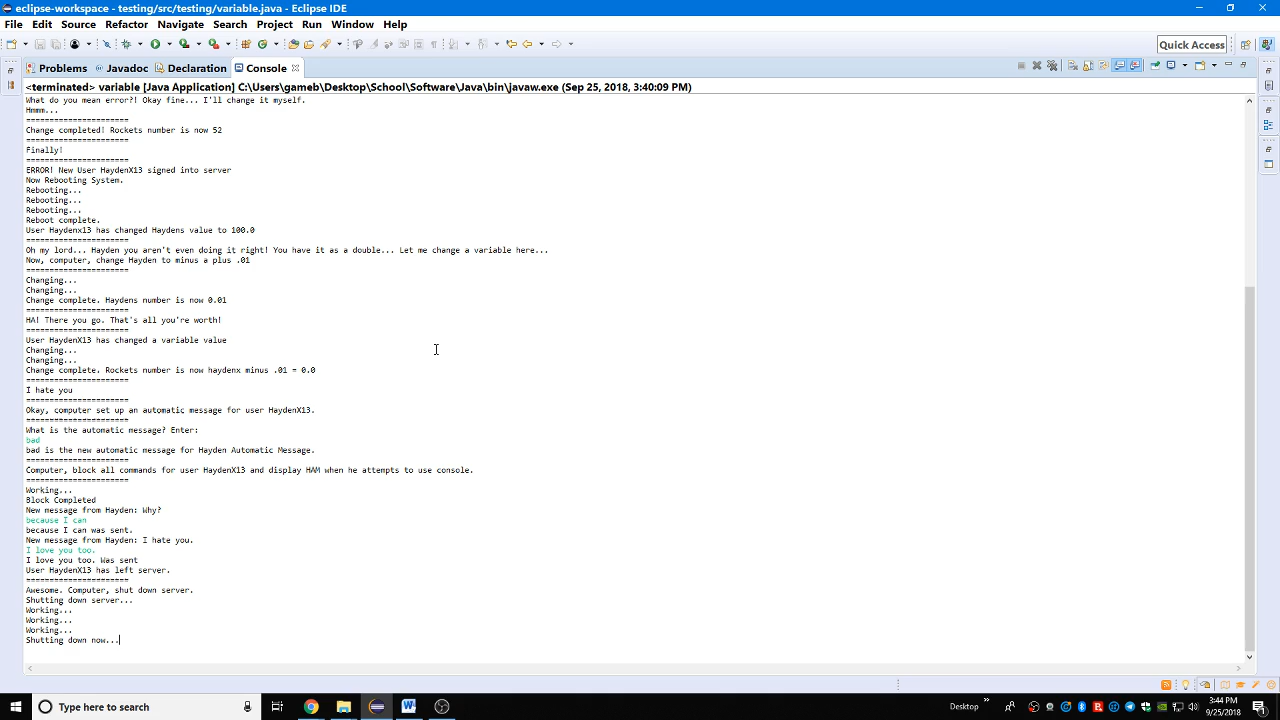 eclipse-workspace - testing/src/testing/variable.java - Eclipse IDE
File Edit Source Refactor Navigate Search Project Run Window Help
Quick Access
Problems Javadoc Declaration Console
<terminated> variable [Java Application] C:\Users\gameb\Desktop\School\Software\Java\bin\javaw.exe (Sep 25, 2018, 3:40:09 PM)
What do you mean error?! Okay fine... I'll change it myself.
Hmmm...
=======================
Change completed! Rockets number is now 52
=======================
Finally!
=======================
ERROR! New User HaydenX13 signed into server
Now Rebooting System.
Rebooting...
Rebooting...
Rebooting...
Reboot complete.
User Haydenx13 has changed Haydens value to 100.0
=======================
Oh my lord... Hayden you aren't even doing it right! You have it as a double... Let me change a variable here...
Now, computer, change Hayden to minus a plus .01
=======================
Changing...
Changing...
Change complete. Haydens number is now 0.01
=======================
HA! There you go. That's all you're worth!
=======================
User HaydenX13 has changed a variable value
Changing...
Changing...
Change complete. Rockets number is now haydenx minus .01 = 0.0
=======================
I hate you
=======================
Okay, computer set up an automatic message for user HaydenX13.
=======================
What is the automatic message? Enter:
bad
bad is the new automatic message for Hayden Automatic Message.
=======================
Computer, block all commands for user HaydenX13 and display HAM when he attempts to use console.
=======================
Working...
Block Completed
New message from Hayden: Why?
because I can
because I can was sent.
New message from Hayden: I hate you.
I love you too.
I love you too. Was sent
User HaydenX13 has left server.
=======================
Awesome. Computer, shut down server.
Shutting down server...
Working...
Working...
Working...
Shutting down now...
Type here to search
Desktop
3:44 PM
9/25/2018